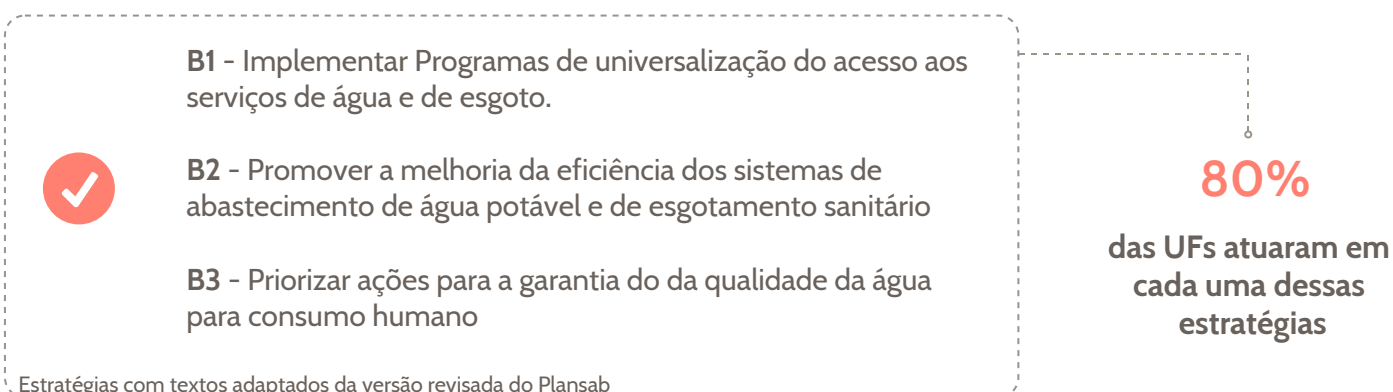 B1 - Implementar Programas de universalização do acesso aos
serviços de água e de esgoto.
B2 - Promover a melhoria da eficiência dos sistemas de
abastecimento de água potável e de esgotamento sanitário
B3 - Priorizar ações para a garantia do da qualidade da água
para consumo humano
Estratégias com textos adaptados da versão revisada do Plansab
80%
das UFs atuaram em
cada uma dessas
estratégias